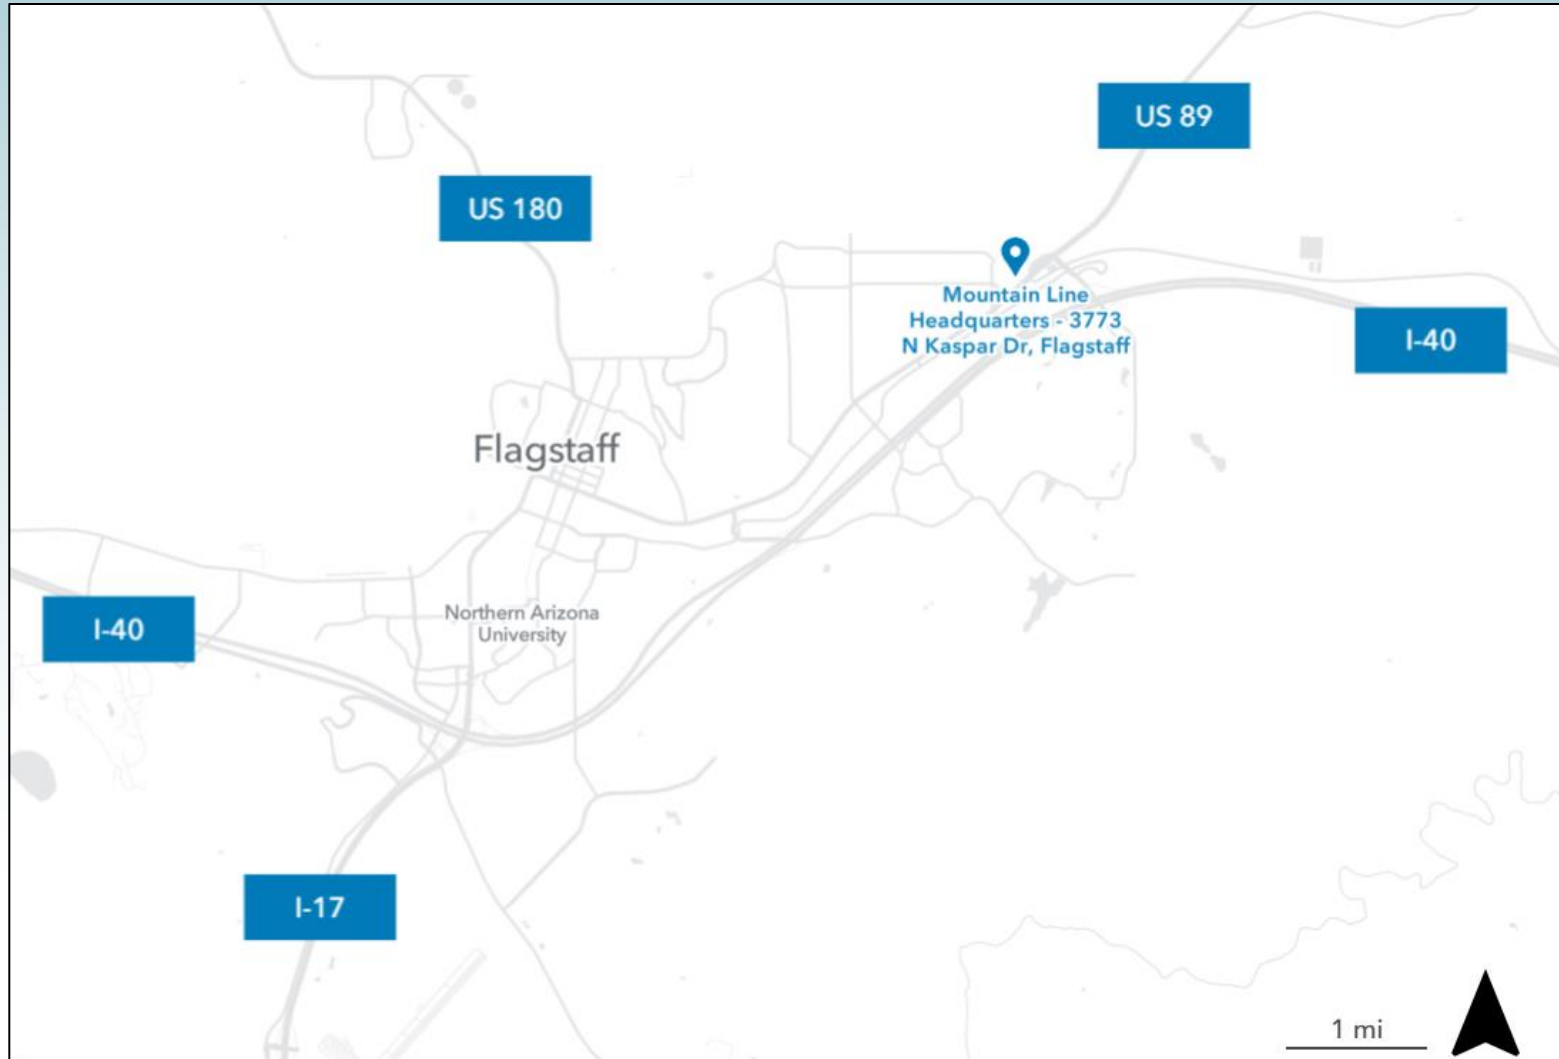 US 89
US 180
Mountain Line
Headquarters - 3773
N Kaspar Dr, Flagstaff
I-40
Flagstaff
Northern Arizona
University
I-40
I-17
1 mi